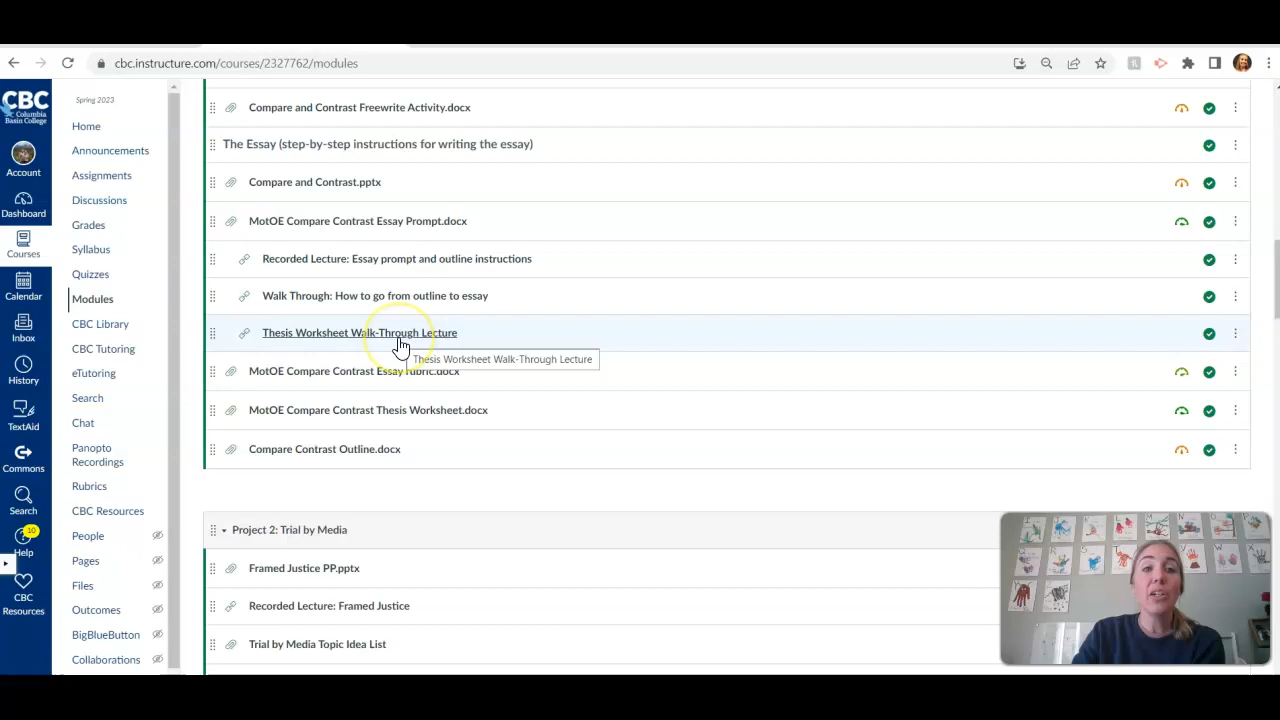 cbc.instructure.com/courses/2327762/modules
CBC
Columbia
Basin College
Account
Dashboard
Courses
Calendar
Inbox
History
TextAid
Commons
Search
10
Help
CBC
Resources
Spring 2023
Home
Announcements
Assignments
Discussions
Grades
Syllabus
Quizzes
Modules
CBC Library
CBC Tutoring
eTutoring
Search
Chat
Panopto
Recordings
Rubrics
CBC Resources
People
Pages
Files
Outcomes
BigBlueButton
Collaborations
Compare and Contrast Freewrite Activity.docx
The Essay (step-by-step instructions for writing the essay)
Compare and Contrast.pptx
MotOE Compare Contrast Essay Prompt.docx
Recorded Lecture: Essay prompt and outline instructions
Walk Through: How to go from outline to essay
Thesis Worksheet Walk-Through Lecture
Thesis Worksheet Walk-Through Lecture
MotOE Compare Contrast Essay rubric.docx
MotOE Compare Contrast Thesis Worksheet.docx
Compare Contrast Outline.docx
Project 2: Trial by Media
Framed Justice PP.pptx
Recorded Lecture: Framed Justice
Trial by Media Topic Idea List